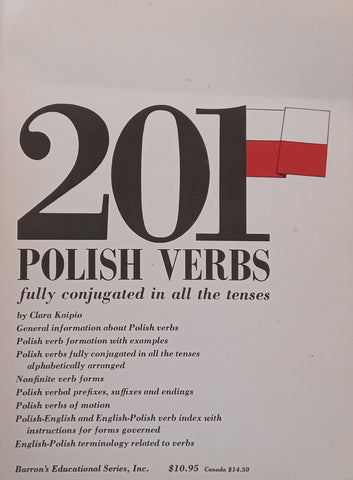 201
POLISH VERBS
fully conjugated in all the tenses
by Clara Kaipio
General information about Polish verbs
Polish verb formation with examples
Polish verbs fully conjugated in all the tenses
alphabetically arranged
Nonfinite verb forms
Polish verbal prefixes, suffixes and endings
Polish verbs of motion
Polish-English and English-Polish verb index with
instructions for forms governed
English-Polish terminology related to verbs
Barron's Educational Series, Inc. $10.95 Canada $14.50